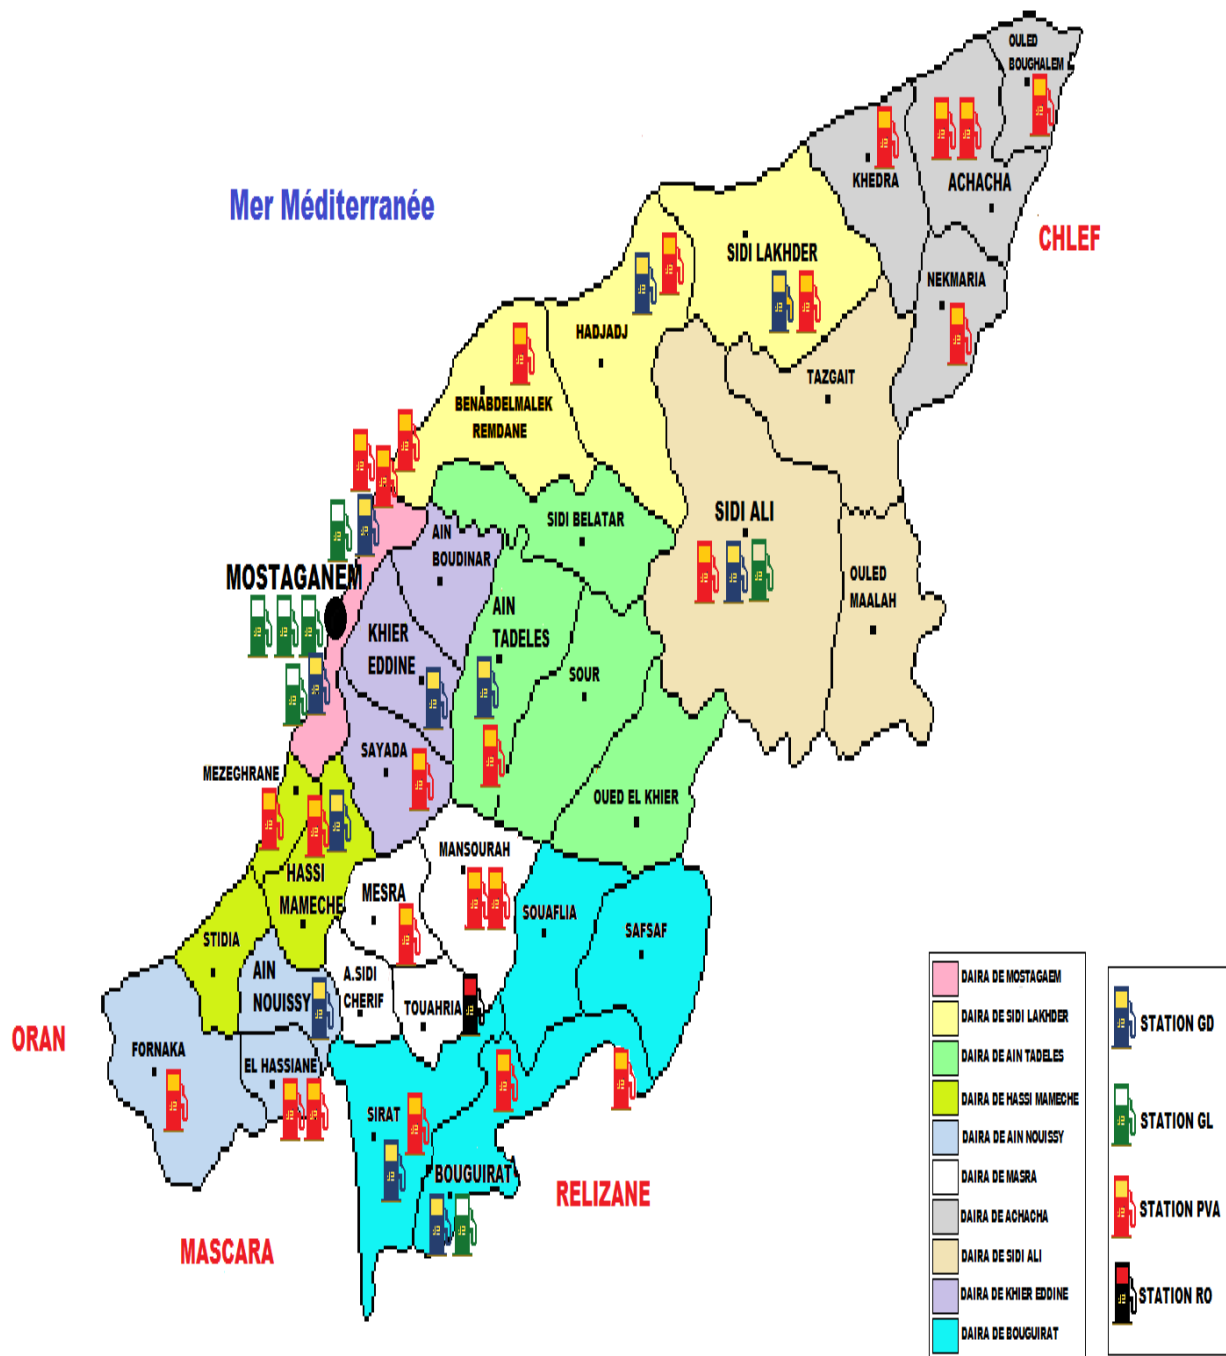 OULED
BOUGHALEM
KHEDRA
ACHACHA
Mer Méditerranée
CHLEF
SIDI LAKHDER
NEKMARIA
HADJADJ
TAZGAIT
BENABDELMALEK
REMDANE
SIDI BELATAR
SIDI ALI
AIN
BOUDINAR
MOSTAGANEM
OULED
MAALAH
AIN
TADELES
KHIER
EDDINE
SOUR
SAYADA
MEZEGHRANE
OUED EL KHIER
MANSOURAH
HASSI
MAMECHE
MESRA
SOUAFLIA
SAFSAF
STIDIA
AIN
NOUISSY
A.SIDI
CHERIF
TOUAHRIA
ORAN
FORNAKA
EL HASSIANE
SIRAT
BOUGUIRAT
RELIZANE
MASCARA
DAIRA DE MOSTAGAEM
DAIRA DE SIDI LAKHDER
DAIRA DE AIN TADELES
DAIRA DE HASSI MAMECHE
DAIRA DE AIN NOUISSY
DAIRA DE MASRA
DAIRA DE ACHACHA
DAIRA DE SIDI ALI
DAIRA DE KHIER EDDINE
DAIRA DE BOUGUIRAT
STATION GD
STATION GL
STATION PVA
STATION RO